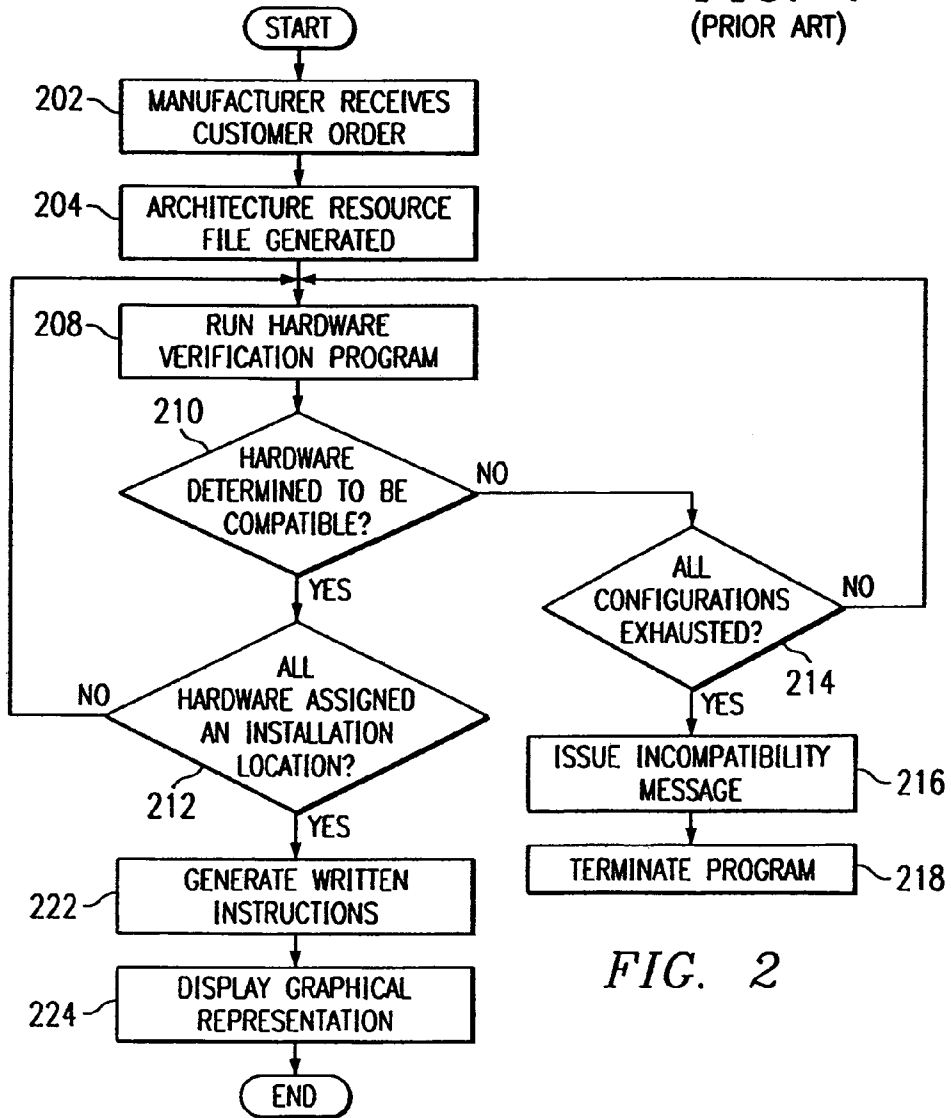 (PRIOR ART)
START
202
MANUFACTURER RECEIVES
CUSTOMER ORDER
204
ARCHITECTURE RESOURCE
FILE GENERATED
208
RUN HARDWARE
VERIFICATION PROGRAM
210
HARDWARE
DETERMINED TO BE
COMPATIBLE?
NO
YES
ALL
CONFIGURATIONS
EXHAUSTED?
NO
214
YES
ALL
HARDWARE ASSIGNED
AN INSTALLATION
LOCATION?
NO
212
YES
ISSUE INCOMPATIBILITY
MESSAGE
216
TERMINATE PROGRAM
218
222
GENERATE WRITTEN
INSTRUCTIONS
224
DISPLAY GRAPHICAL
REPRESENTATION
END
FIG. 2